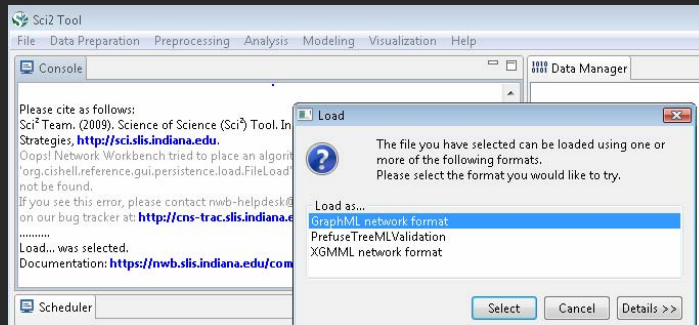 Sci2 Tool
File Data Preparation Preprocessing Analysis Modeling Visualization Help
Console
Data Manager
Please cite as follows:
Sci² Team. (2009). Science of Science (Sci²) Tool. In
Strategies, http://sci.slis.indiana.edu.
Oops! Network Workbench tried to place an algorit
'org.cishell.reference.gui.persistence.load.FileLoad'
not be found.
If you see this error, please contact nwb-helpdesk@
on our bug tracker at: http://cns-trac.slis.indiana.e
..........
Load... was selected.
Documentation: https://nwb.slis.indiana.edu/com
Scheduler
Load
The file you have selected can be loaded using one or
more of the following formats.
Please select the format you would like to try.
Load as...
GraphML network format
PrefuseTreeMLValidation
XGMML network format
Select Cancel Details >>